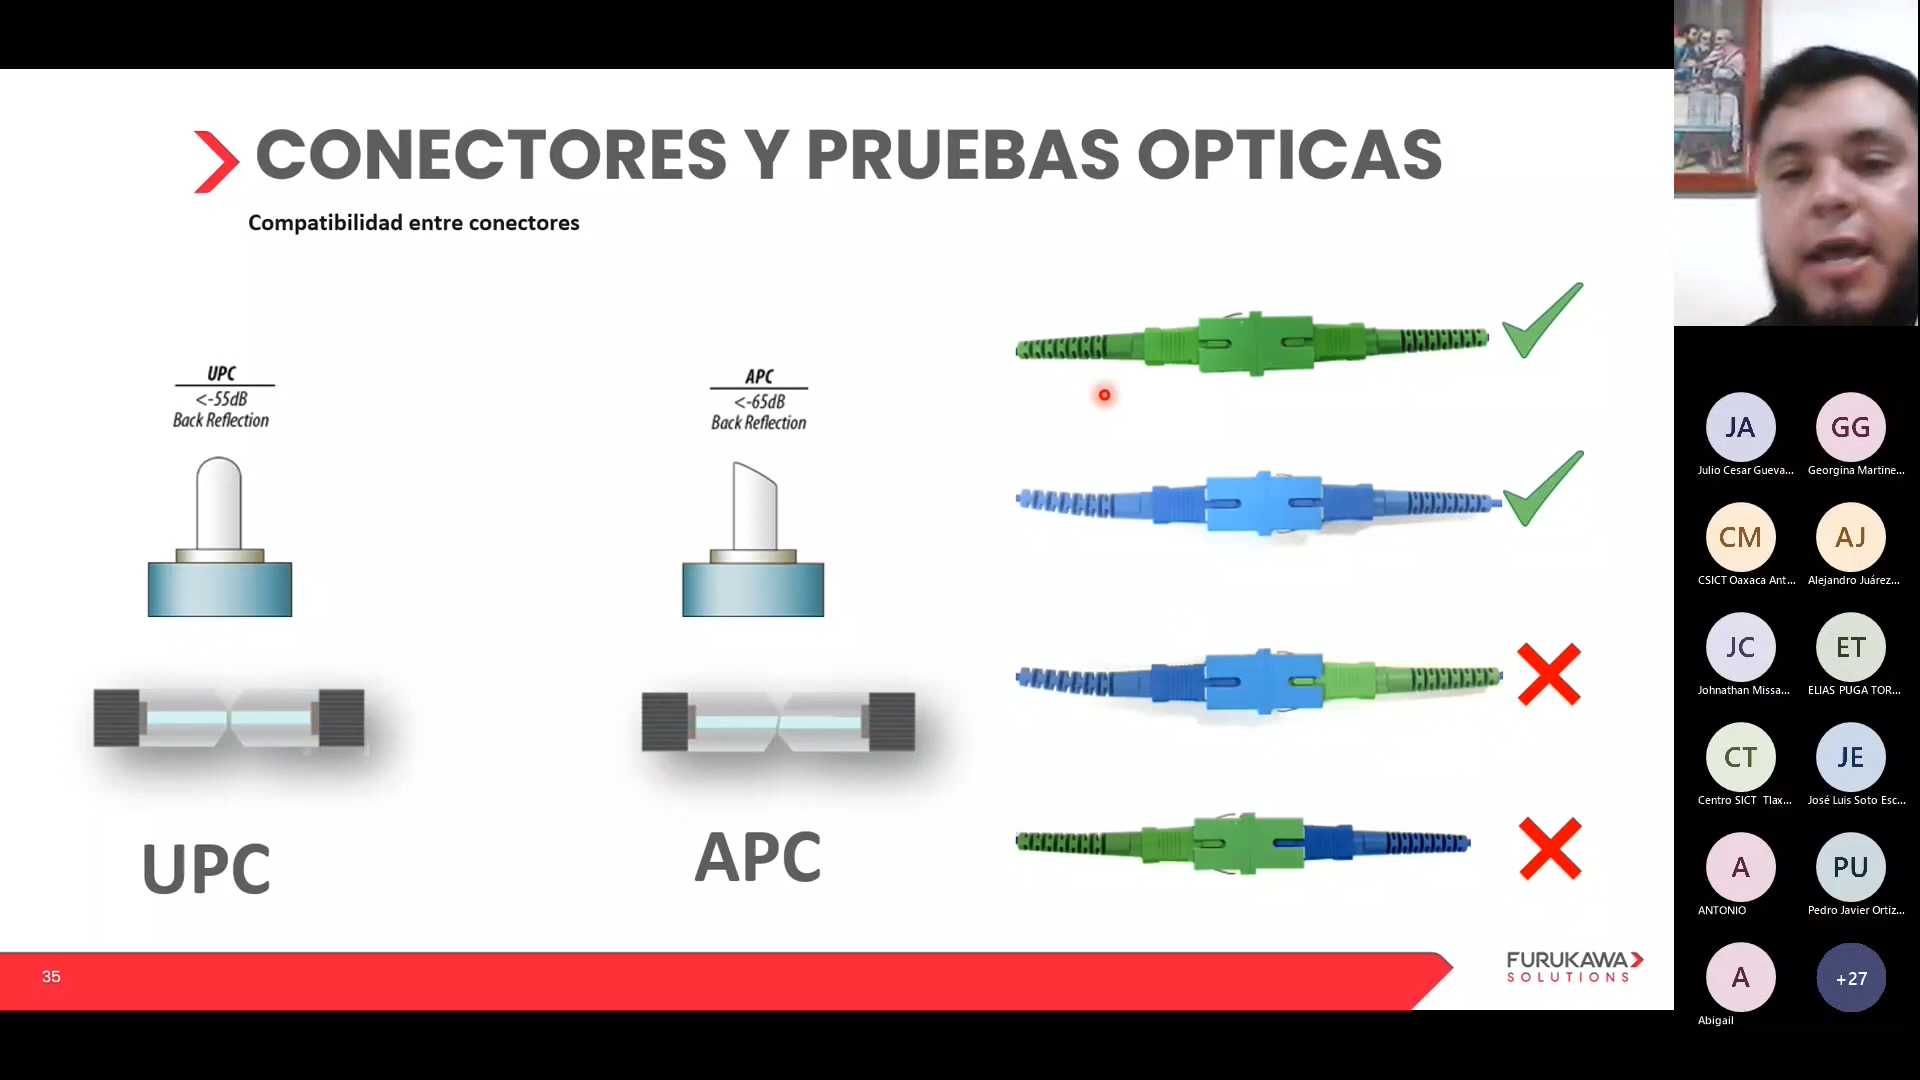 CONECTORES Y PRUEBAS OPTICAS
Compatibilidad entre conectores
UPC
<-55dB
Back Reflection
APC
<-65dB
Back Reflection
UPC
APC
35
FURUKAWA
SOLUTIONS
JA
GG
Julio Cesar Gueva...
Georgina Martine...
CM
AJ
CSICT Oaxaca Ant...
Alejandro Juárez...
JC
ET
Johnathan Missa...
ELIAS PUGA TOR...
CT
JE
Centro SICT Tlax...
José Luis Soto Esc...
A
PU
ANTONIO
Pedro Javier Ortiz...
A
+27
Abigail